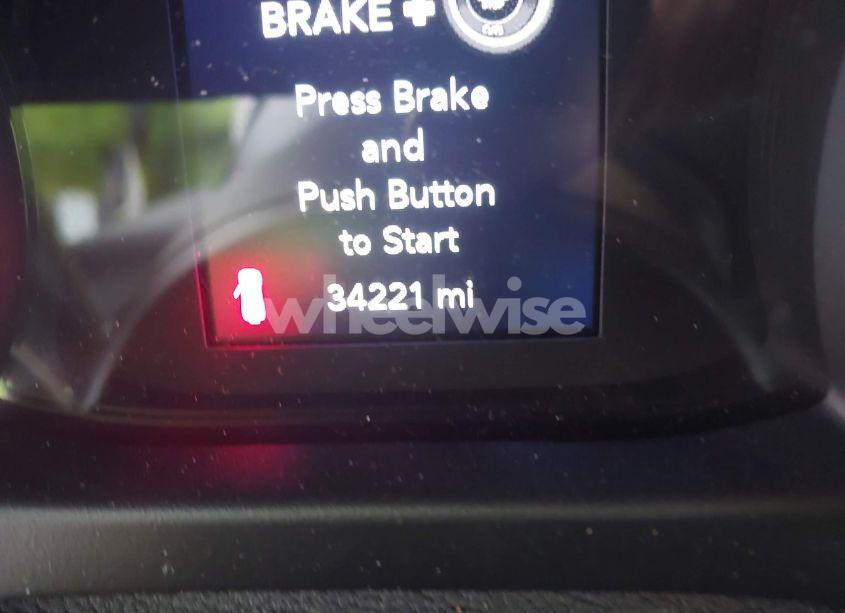 BRAKE +
Press Brake
and
Push Button
to Start
34221 mi
wheelwise